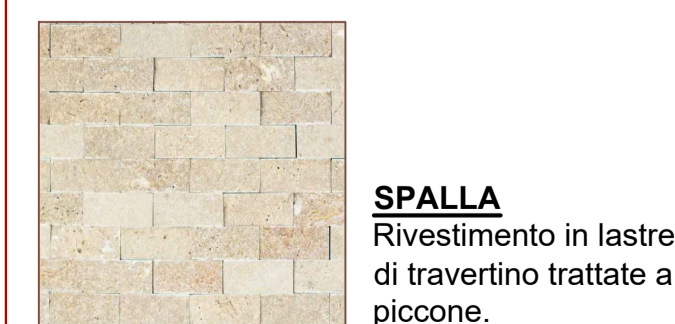 SPALLA
Rivestimento in lastre
di travertino trattate a
piccone.